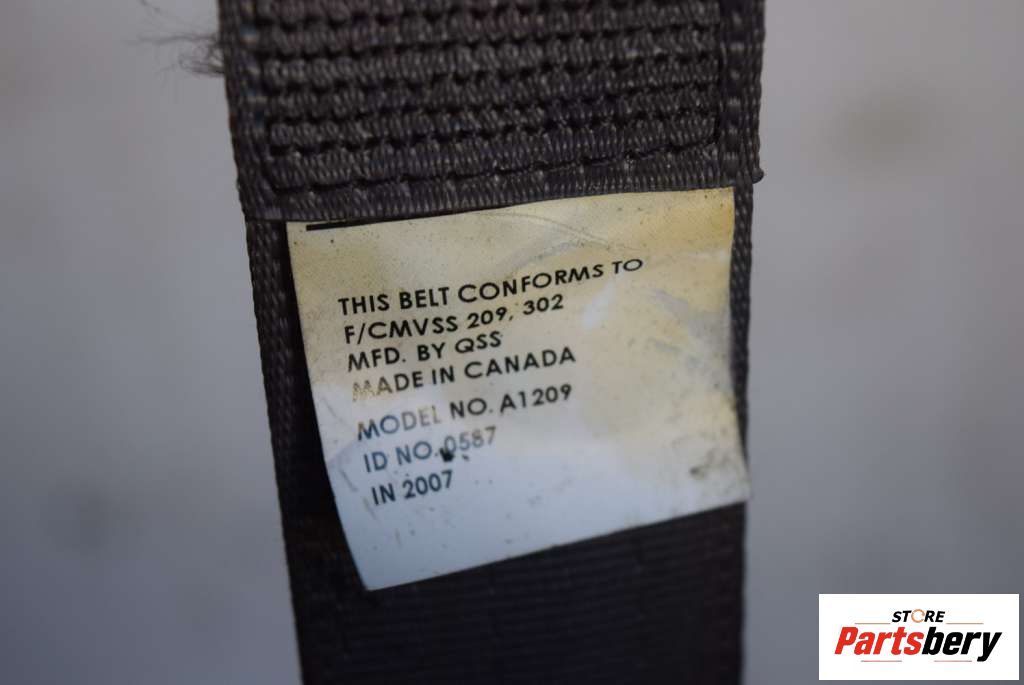 THIS BELT CONFORMS TO
F/CMVSS 209, 302
MFD. BY QSS
MADE IN CANADA
MODEL NO. A1209
ID NO. 0587
IN 2007
STORE
Partsbery